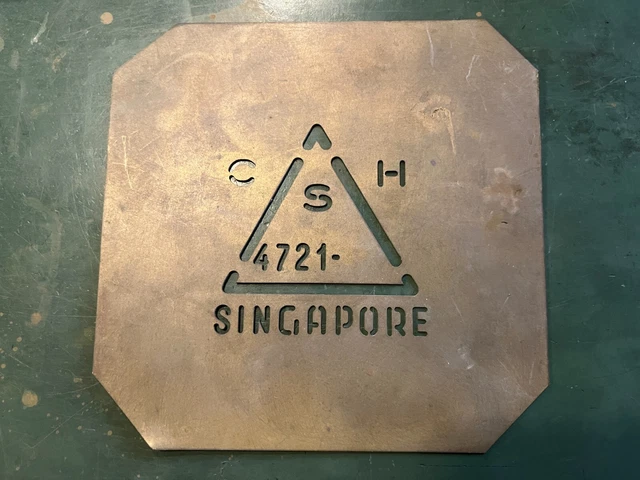 C H
S
4721-
SINGAPORE